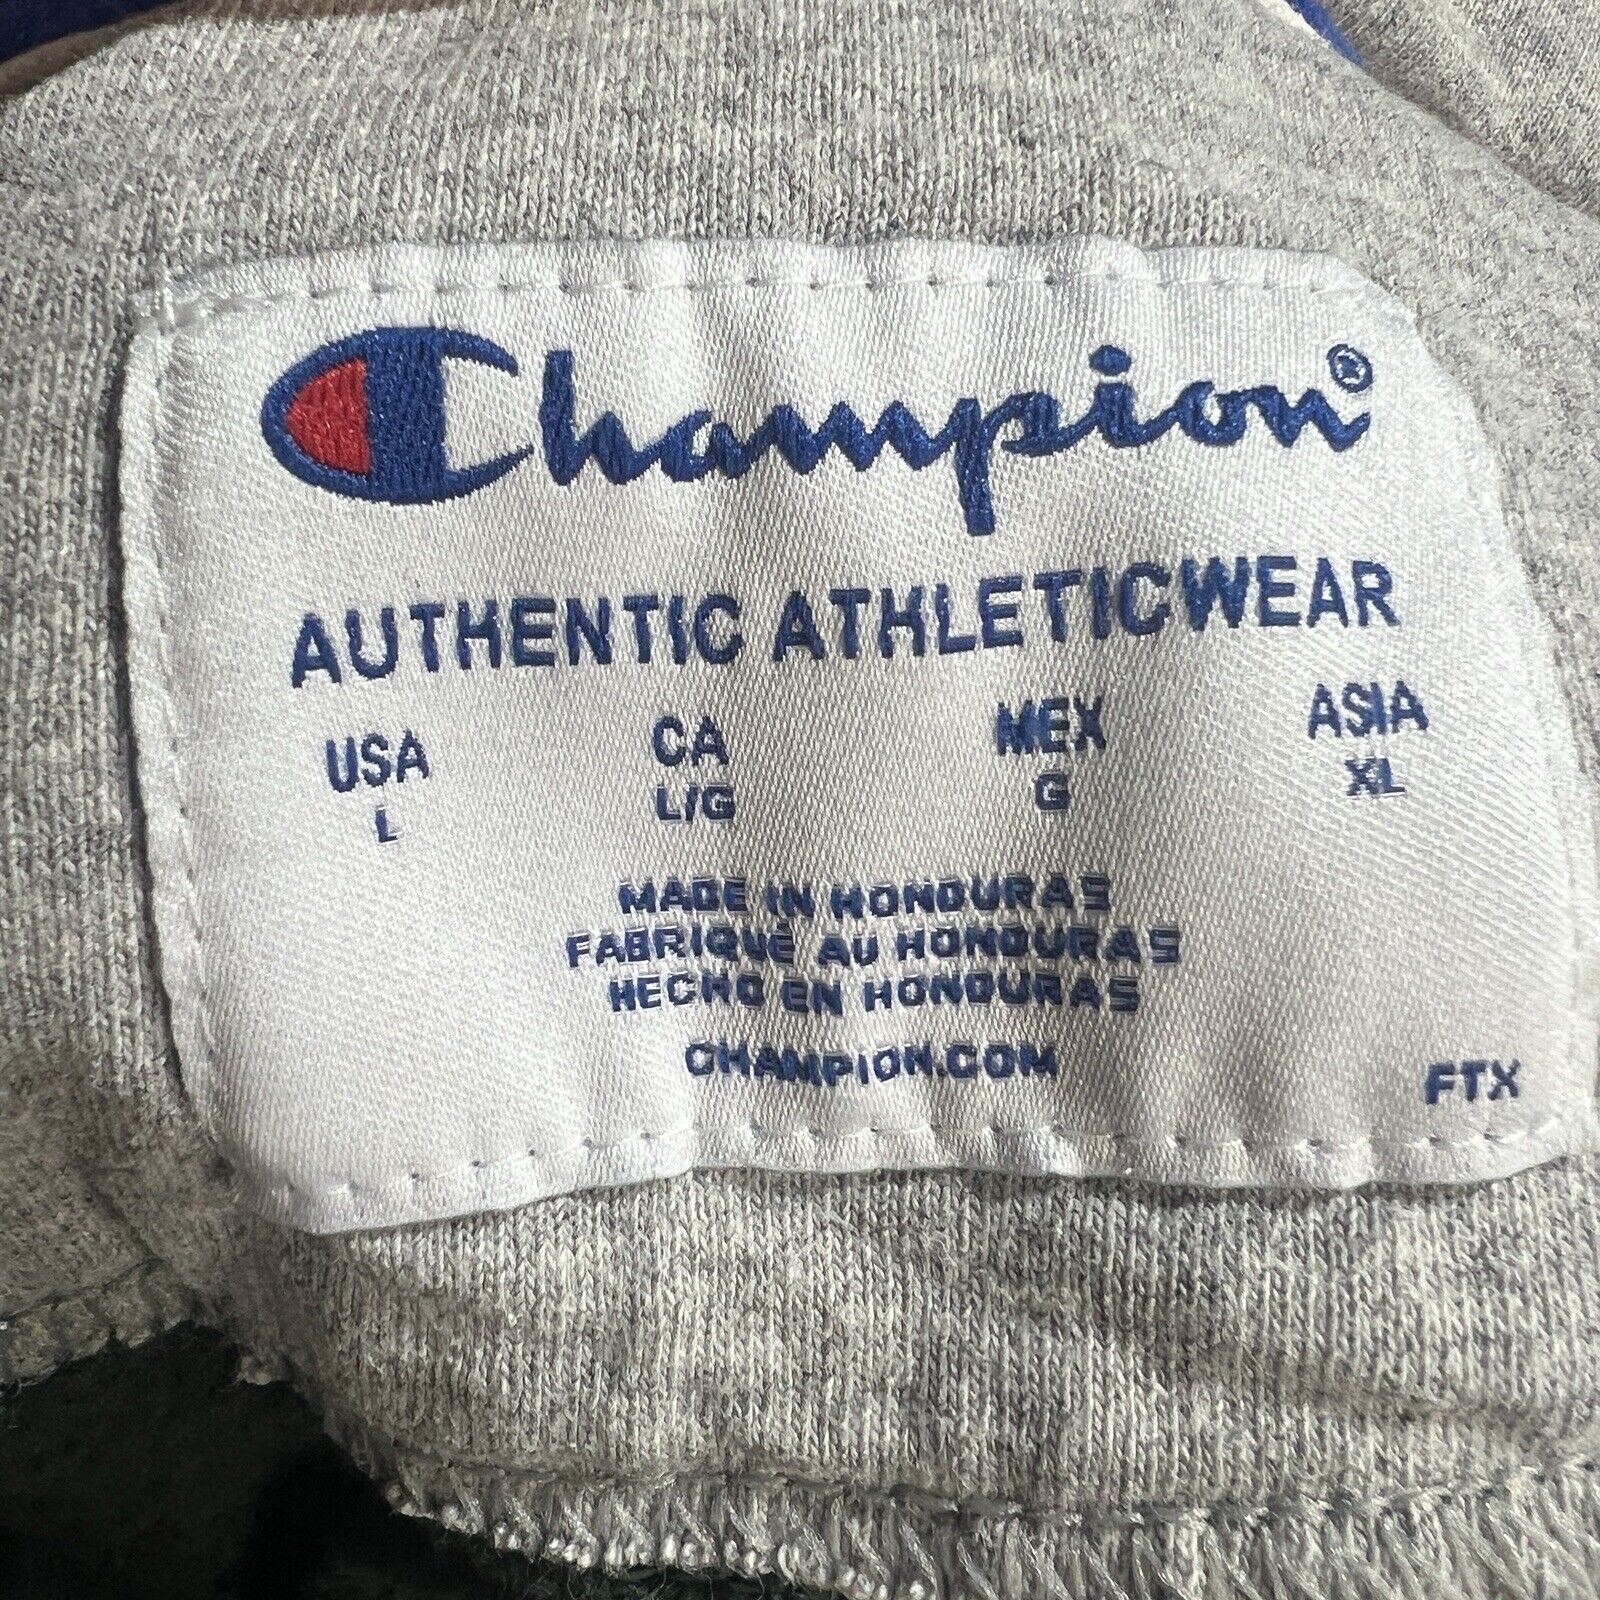 Champion®
AUTHENTIC ATHLETICWEAR
USA CA MEX ASIA
L L/G G XL
MADE IN HONDURAS
FABRIQUÉ AU HONDURAS
HECHO EN HONDURAS
CHAMPION.COM
FTX